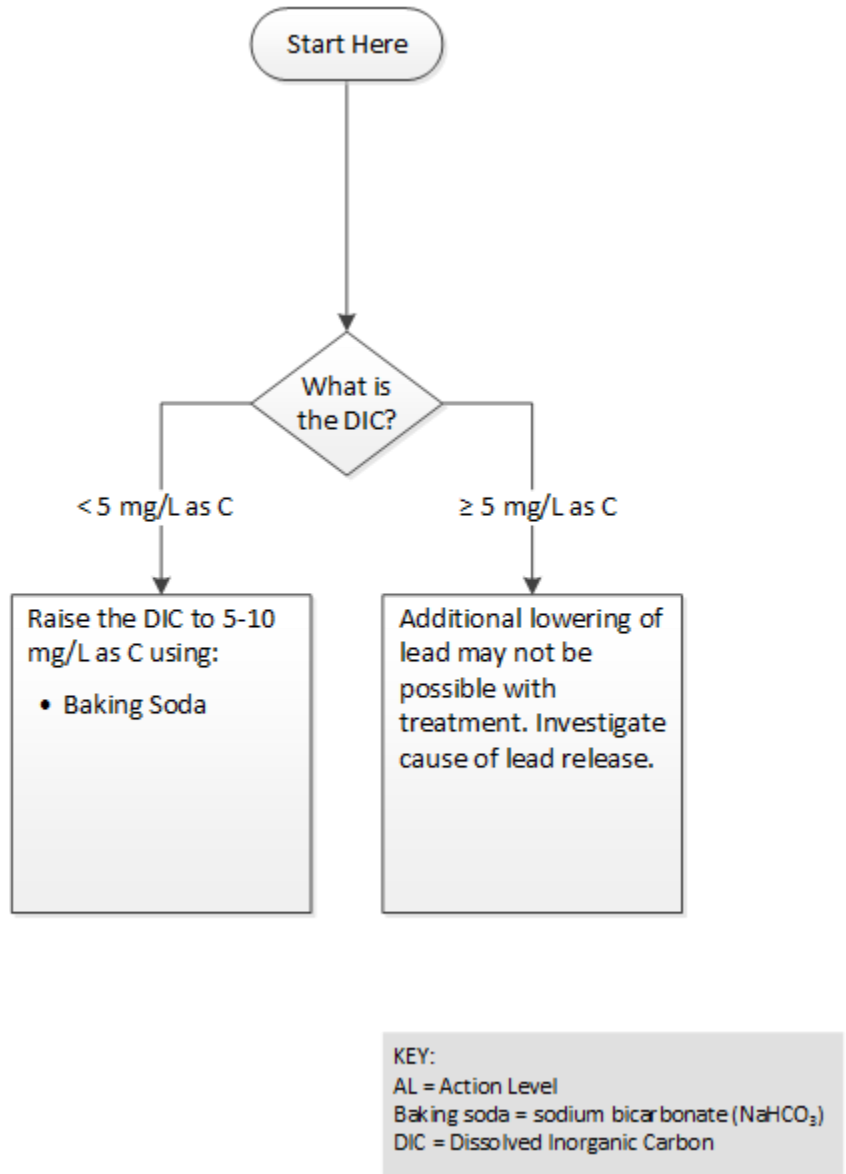 Start Here
What is
the DIC?
< 5 mg/L as C
≥ 5 mg/L as C
Raise the DIC to 5-10
mg/L as C using:
• Baking Soda
Additional lowering of
lead may not be
possible with
treatment. Investigate
cause of lead release.
KEY:
AL = Action Level
Baking soda = sodium bicarbonate (NaHCO₃)
DIC = Dissolved Inorganic Carbon